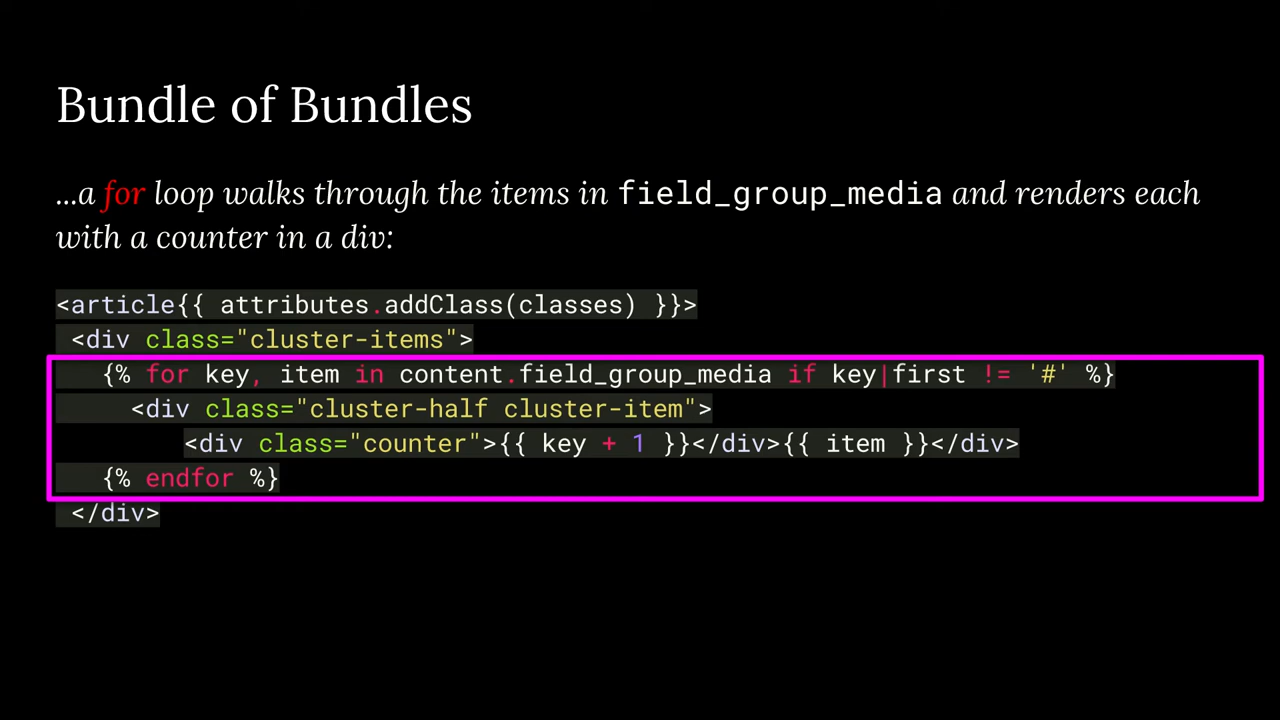 Bundle of Bundles
...a for loop walks through the items in field_group_media and renders each
with a counter in a div:
<article{{ attributes.addClass(classes) }}>
<div class="cluster-items">
{% for key, item in content.field_group_media if key|first != '#' %}
<div class="cluster-half cluster-item">
<div class="counter">{{ key + 1 }}</div>{{ item }}</div>
{% endfor %}
</div>